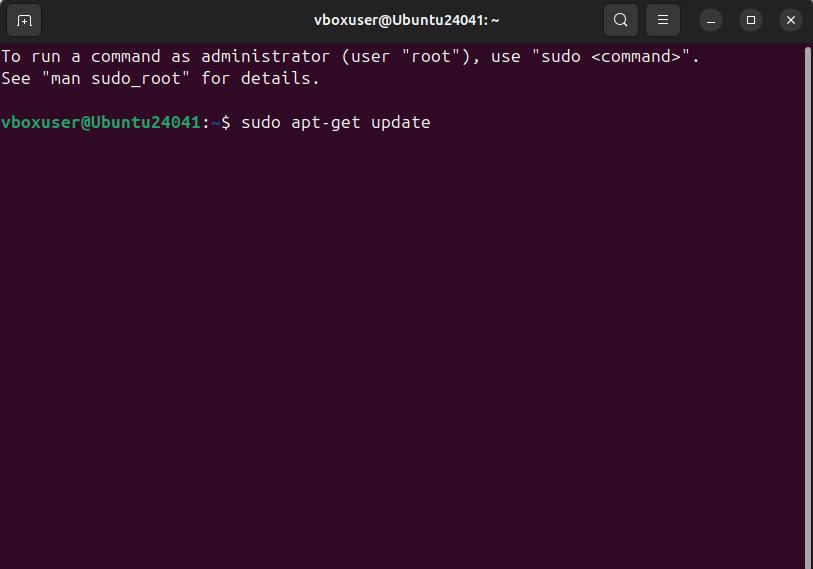 vboxuser@Ubuntu24041: ~
To run a command as administrator (user "root"), use "sudo <command>".
See "man sudo_root" for details.
vboxuser@Ubuntu24041:~$ sudo apt-get update